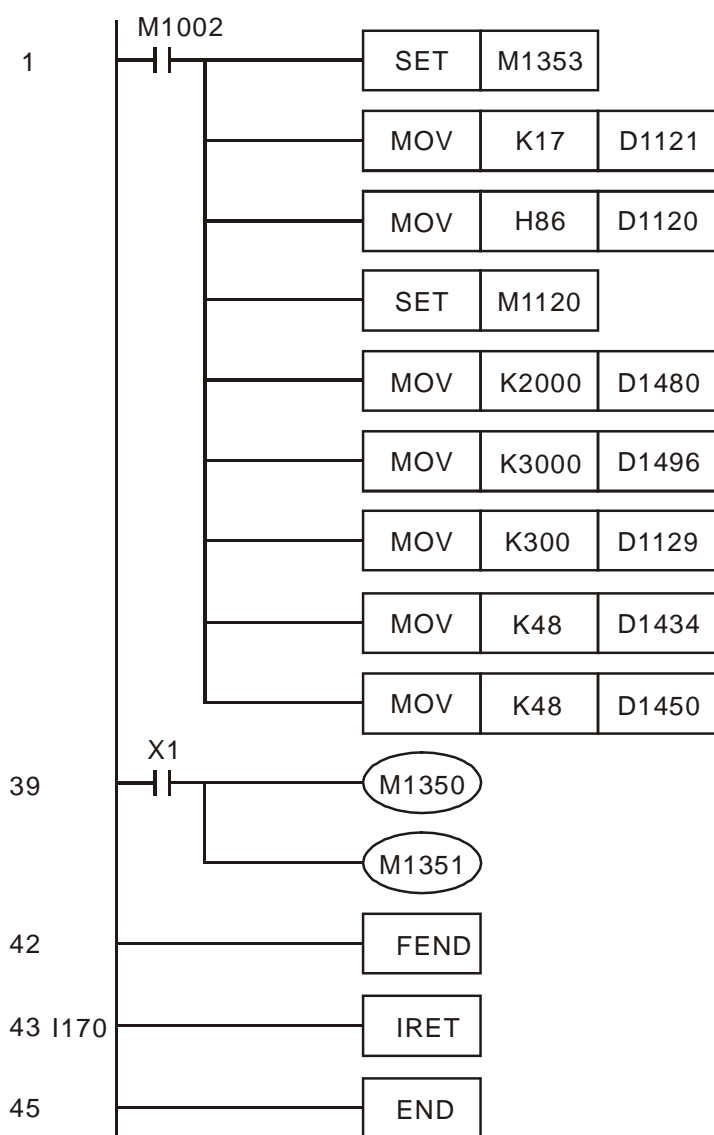 M1002
1 SET M1353
MOV K17 D1121
MOV H86 D1120
SET M1120
MOV K2000 D1480
MOV K3000 D1496
MOV K300 D1129
MOV K48 D1434
MOV K48 D1450
X1
39 M1350
M1351
42 FEND
43 I170 IRET
45 END